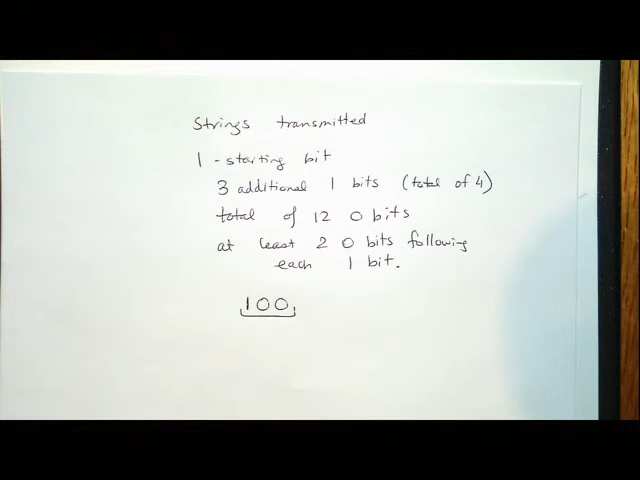 Strings transmitted
1 - starting bit
3 additional 1 bits (total of 4)
total of 12 0 bits
at least 2 0 bits following
each 1 bit.
100